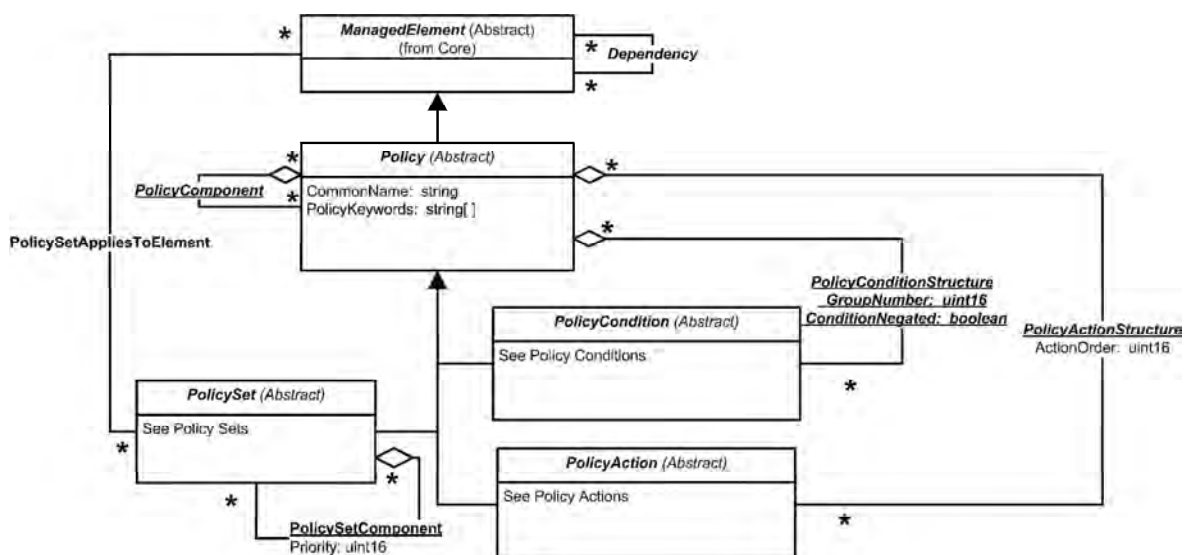 * ManagedElement (Abstract)
(from Core)
* Dependency
*
* Policy (Abstract) *
PolicyComponent * CommonName: string
PolicyKeywords: string[ ]
*
PolicySetAppliesToElement
PolicyConditionStructure
GroupNumber: uint16
ConditionNegated: boolean
PolicyActionStructure
ActionOrder: uint16
PolicyCondition (Abstract)
See Policy Conditions
*
PolicySet (Abstract)
See Policy Sets
*
*
*
PolicyAction (Abstract)
See Policy Actions
*
PolicySetComponent
Priority: uint16